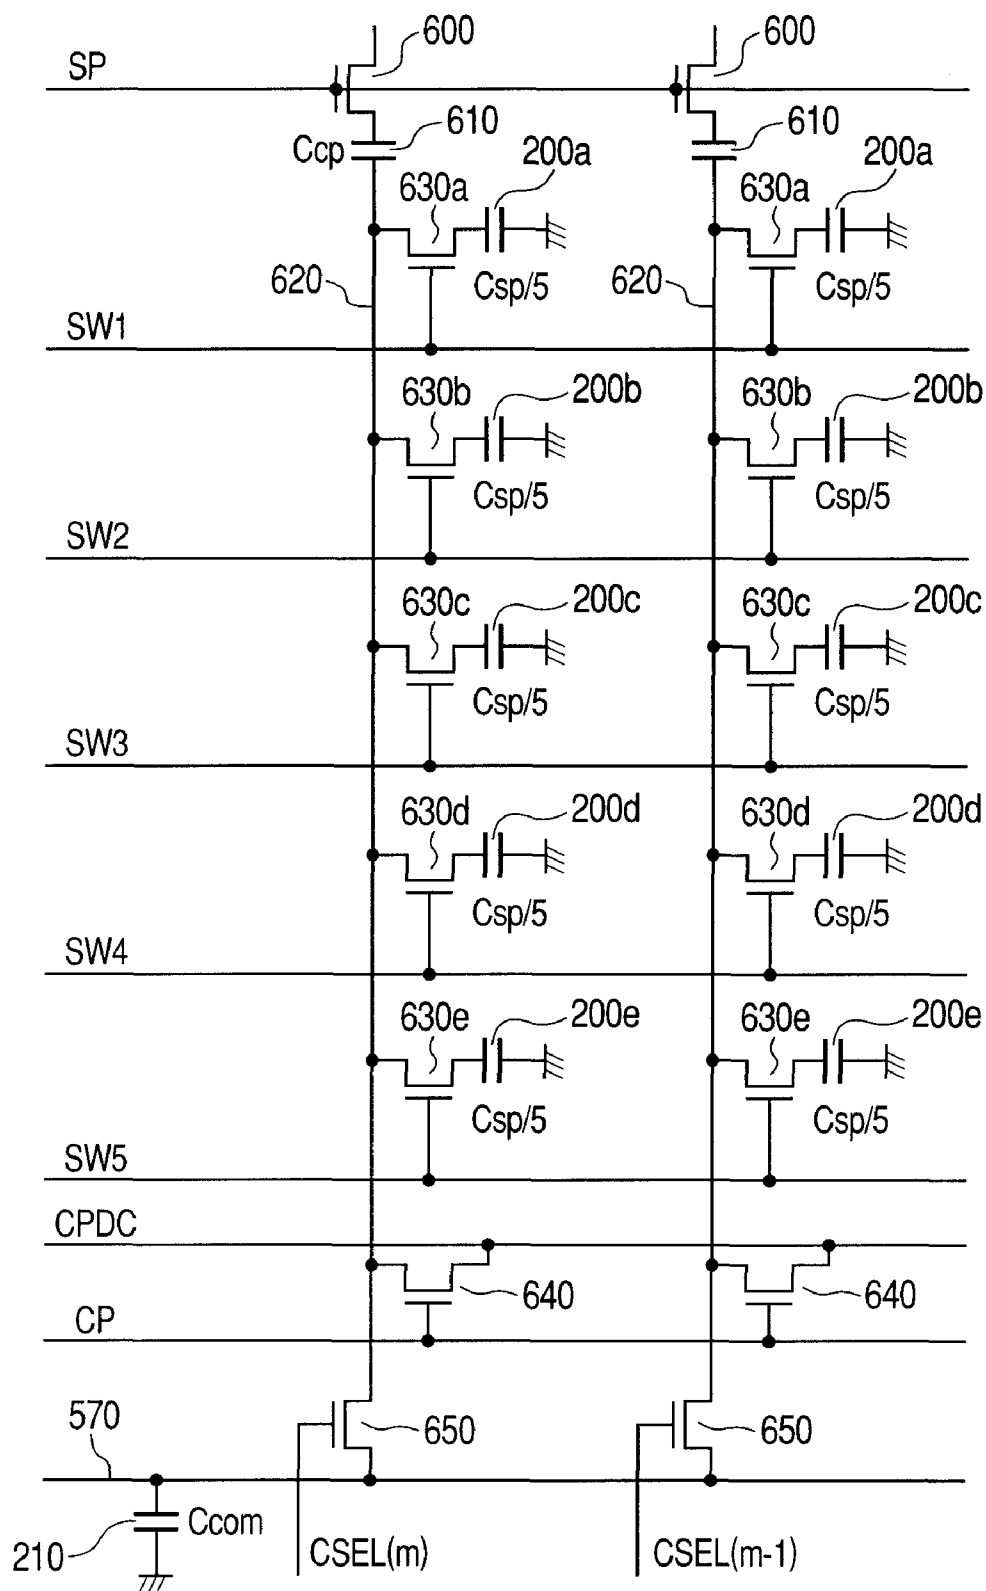 600 600
SP
610 610
Ccp 200a 200a
630a 630a
620 Csp/5 620 Csp/5
SW1
630b 200b 630b 200b
Csp/5 Csp/5
SW2
630c 200c 630c 200c
Csp/5 Csp/5
SW3
630d 200d 630d 200d
Csp/5 Csp/5
SW4
630e 200e 630e 200e
Csp/5 Csp/5
SW5
CPDC
640 640
CP
570 650 650
Ccom
210 CSEL(m) CSEL(m-1)